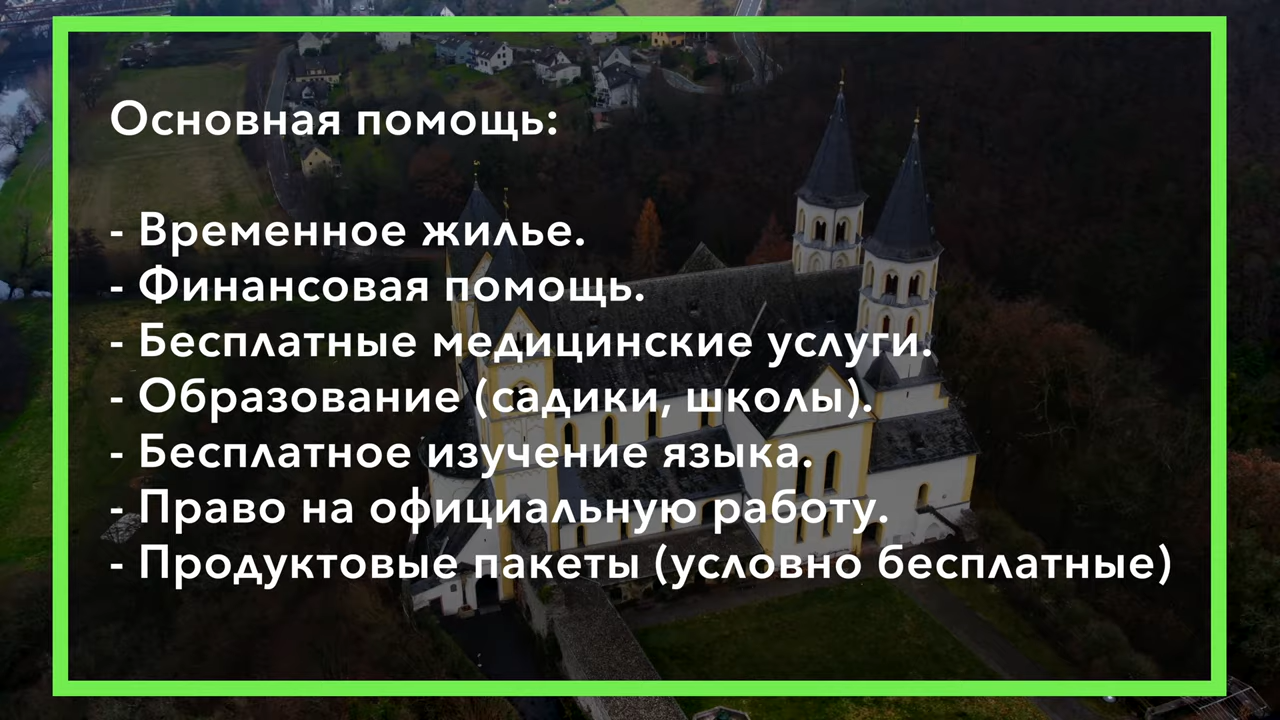 Основная помощь:
- Временное жилье.
- Финансовая помощь.
- Бесплатные медицинские услуги.
- Образование (садики, школы).
- Бесплатное изучение языка.
- Право на официальную работу.
- Продуктовые пакеты (условно бесплатные)